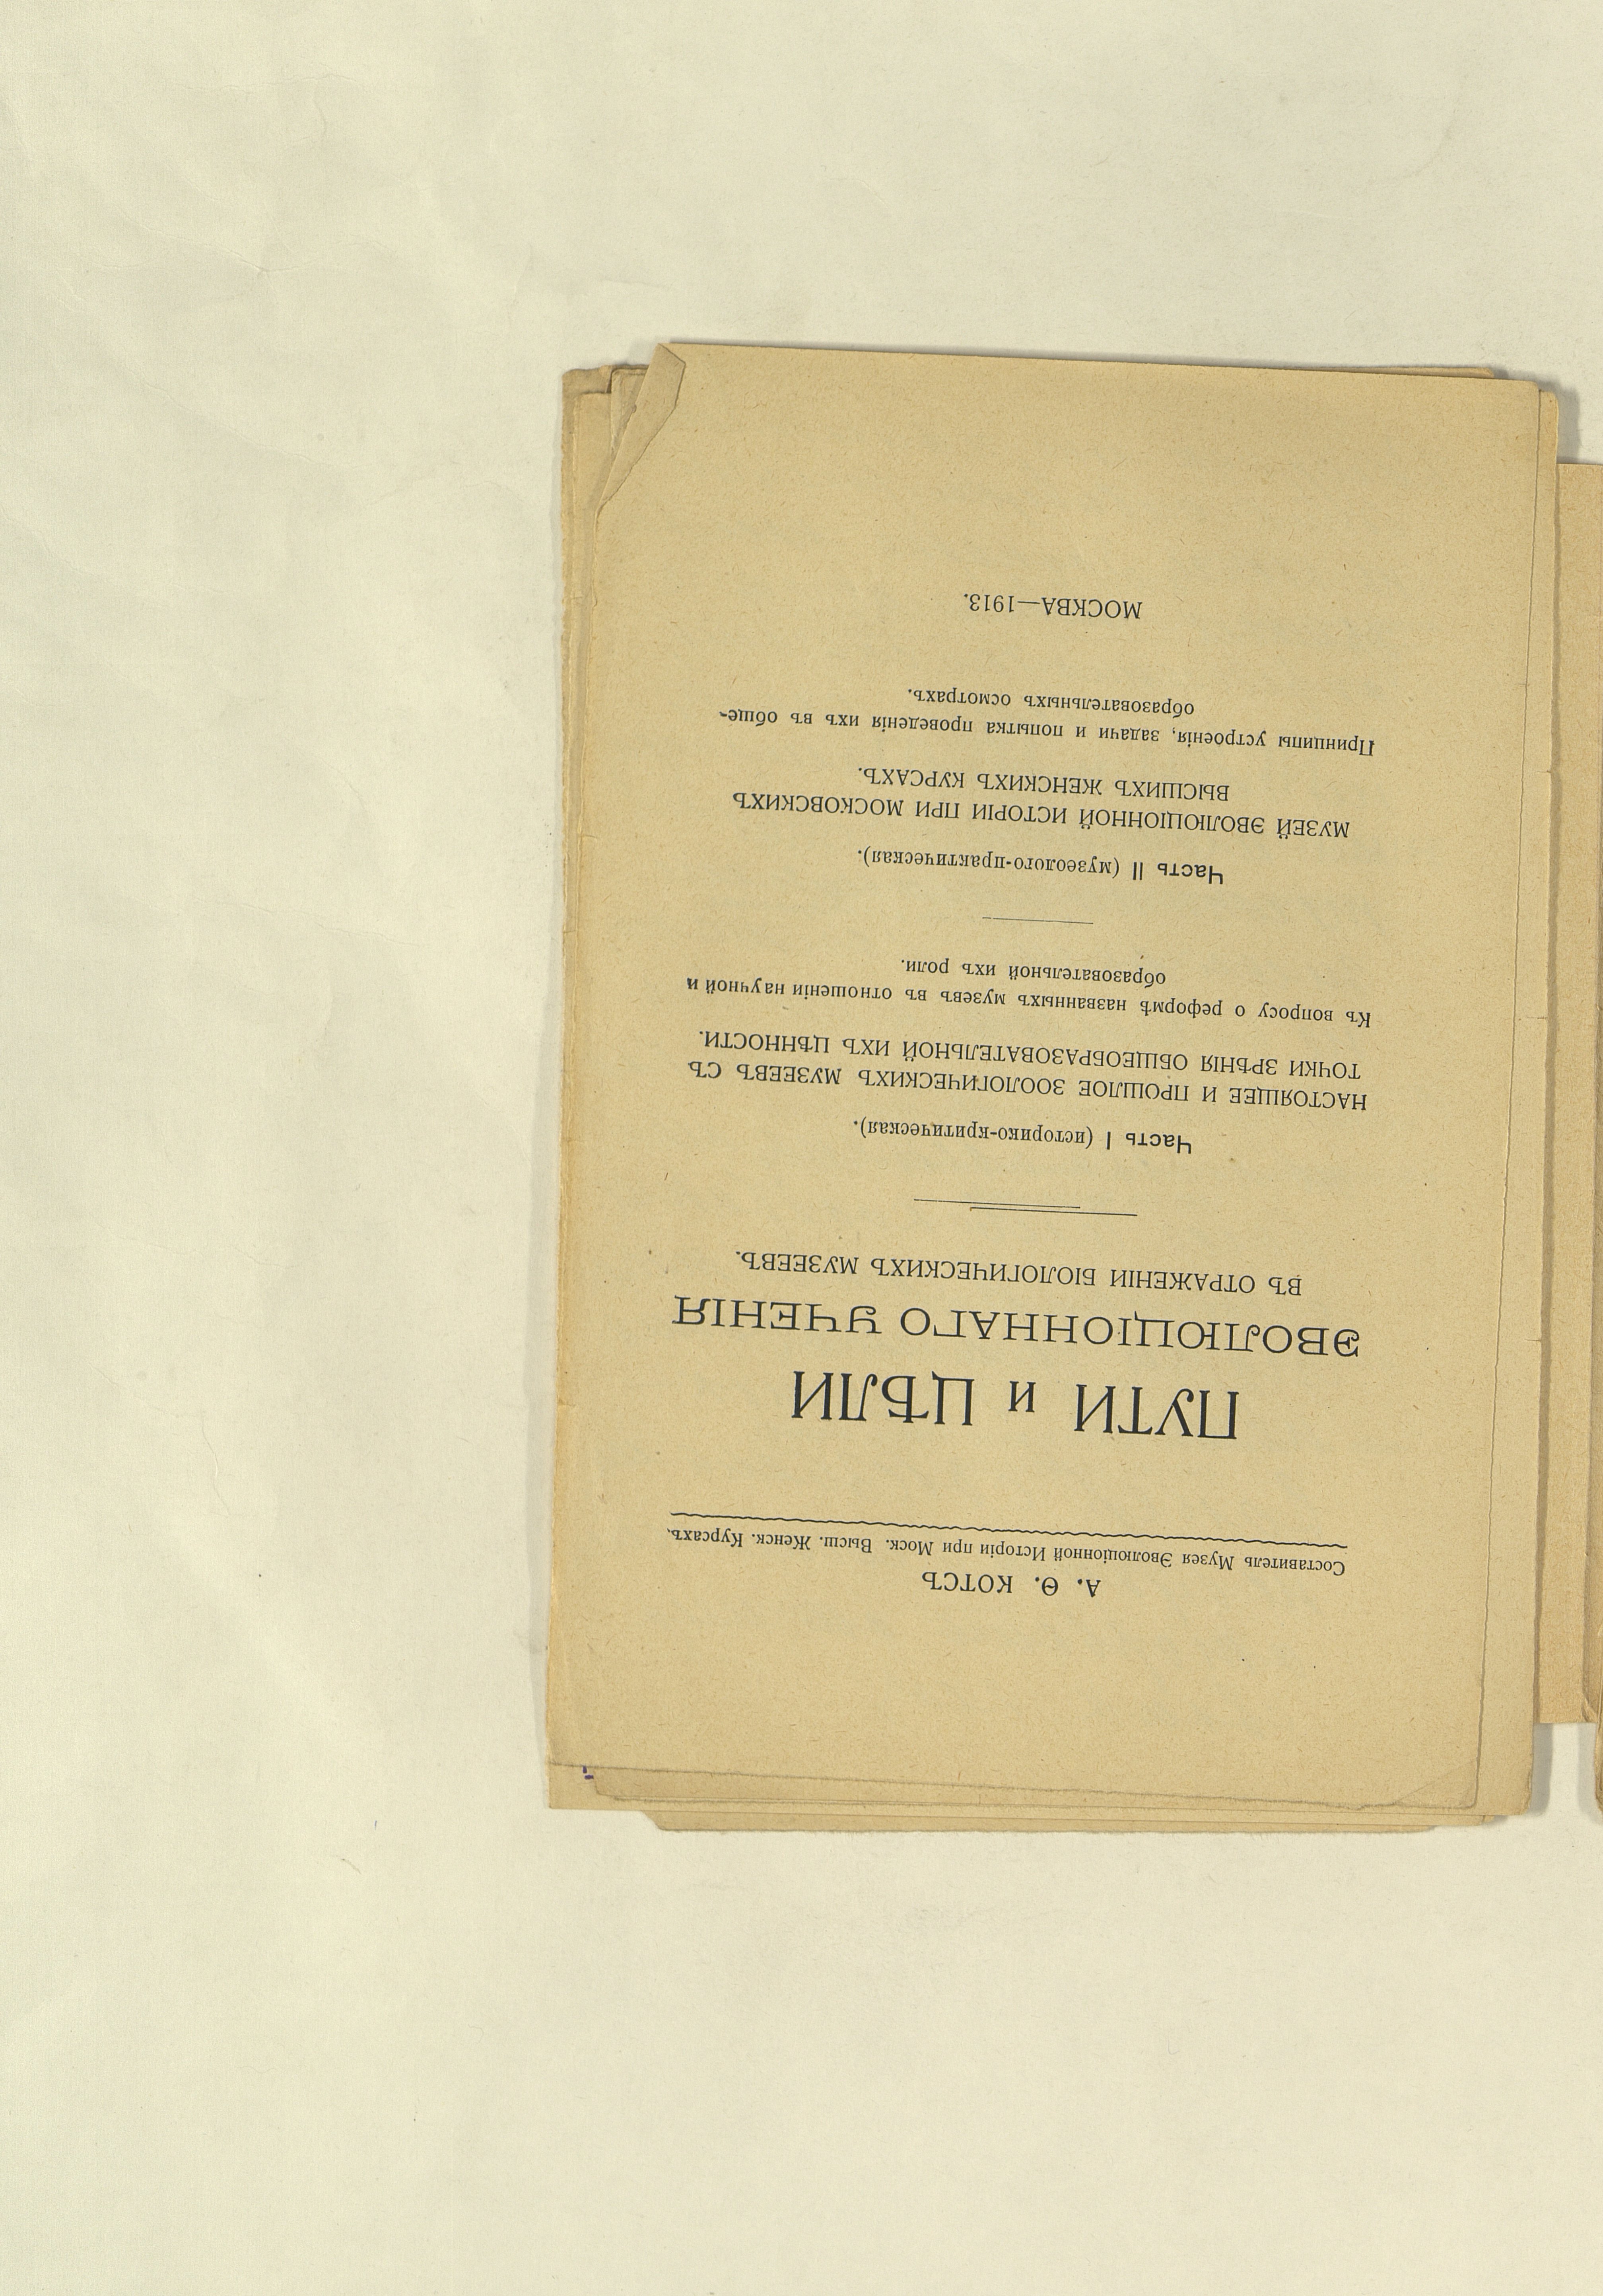 А. Ѳ. КОТСЪ
Составитель Музея Эволюціонной Исторіи при Моск. Высш. Женск. Курсахъ.
ПУТИ и ЦѢЛИ
ЭВОЛЮЦІОННАГО УЧЕНІЯ
ВЪ ОТРАЖЕНІИ БІОЛОГИЧЕСКИХЪ МУЗЕЕВЪ.
Часть I (историко-критическая).
НАСТОЯЩЕЕ И ПРОШЛОЕ ЗООЛОГИЧЕСКИХЪ МУЗЕЕВЪ СЪ
ТОЧКИ ЗРѢНІЯ ОБЩЕОБРАЗОВАТЕЛЬНОЙ ИХЪ ЦѢННОСТИ.
Къ вопросу о реформѣ названныхъ музеевъ въ отношеніи научной и
образовательной ихъ роли.
Часть II (музеолого-практическая).
МУЗЕЙ ЭВОЛЮЦІОННОЙ ИСТОРІИ ПРИ МОСКОВСКИХЪ
ВЫСШИХЪ ЖЕНСКИХЪ КУРСАХЪ.
Принципы устроенія, задачи и попытка проведенія ихъ въ обще-
образовательныхъ осмотрахъ.
МОСКВА—1913.